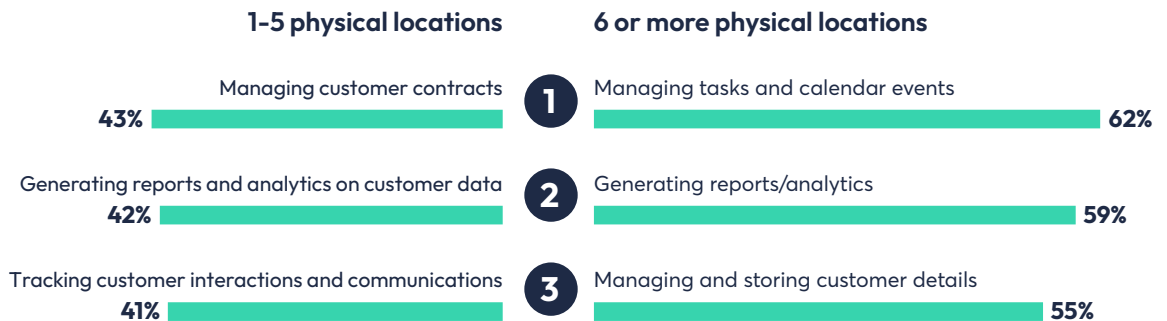 1-5 physical locations
6 or more physical locations
Managing customer contracts
43%
1
Managing tasks and calendar events
62%
Generating reports and analytics on customer data
42%
2
Generating reports/analytics
59%
Tracking customer interactions and communications
41%
3
Managing and storing customer details
55%